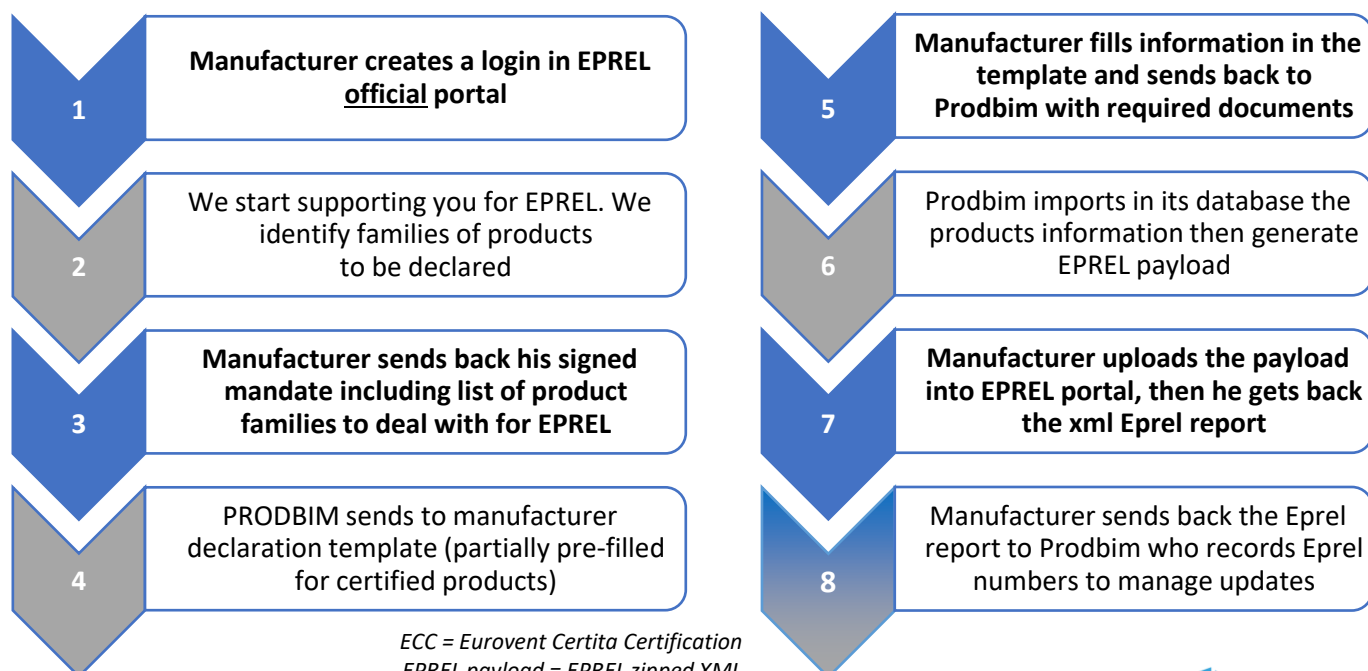 1
Manufacturer creates a login in EPREL
official portal
2
We start supporting you for EPREL. We
identify families of products
to be declared
3
Manufacturer sends back his signed
mandate including list of product
families to deal with for EPREL
4
PRODBIM sends to manufacturer
declaration template (partially pre-filled
for certified products)
5
Manufacturer fills information in the
template and sends back to
Prodbim with required documents
6
Prodbim imports in its database the
products information then generate
EPREL payload
7
Manufacturer uploads the payload
into EPREL portal, then he gets back
the xml Eprel report
8
Manufacturer sends back the Eprel
report to Prodbim who records Eprel
numbers to manage updates
ECC = Eurovent Certita Certification
EPREL payload = EPREL zipped XML